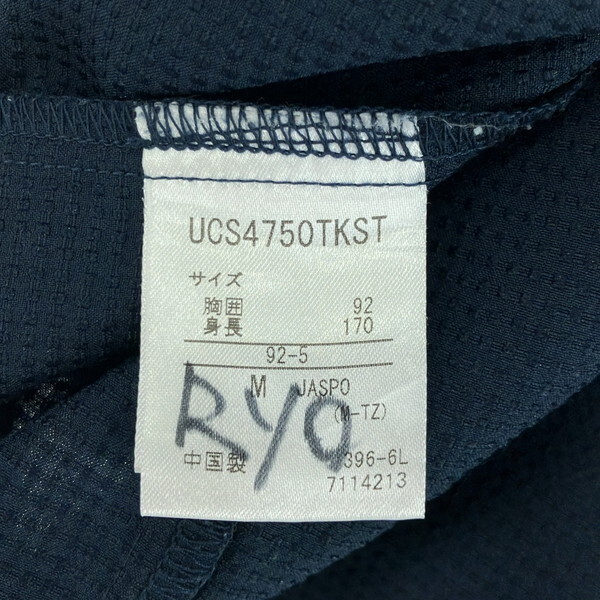 UCS4750TKST
サイズ
胸囲 92
身長 170
92-5
M JASPO
(M-TZ)
RYO
中国製 396-6L
7114213